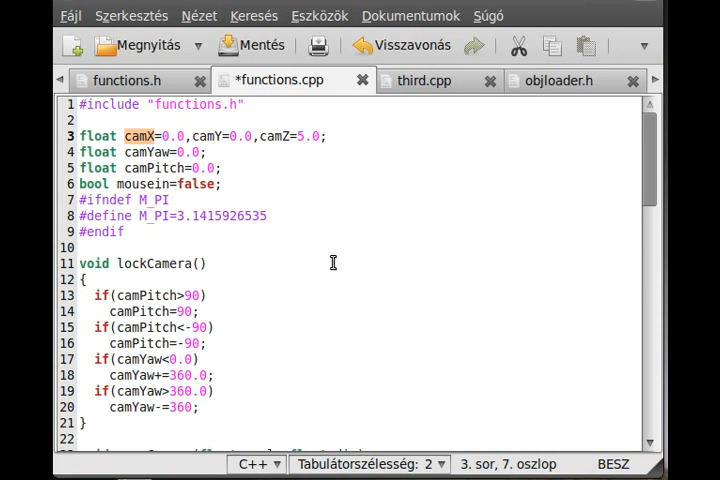 Fájl Szerkesztés Nézet Keresés Eszközök Dokumentumok Súgó
Megnyitás Mentés Visszavonás
functions.h *functions.cpp third.cpp objloader.h
1 #include "functions.h"
2
3 float camX=0.0,camY=0.0,camZ=5.0;
4 float camYaw=0.0;
5 float camPitch=0.0;
6 bool mousein=false;
7 #ifndef M_PI
8 #define M_PI=3.1415926535
9 #endif
10
11 void lockCamera()
12 {
13 if(camPitch>90)
14 camPitch=90;
15 if(camPitch<-90)
16 camPitch=-90;
17 if(camYaw<0.0)
18 camYaw+=360.0;
19 if(camYaw>360.0)
20 camYaw-=360;
21 }
22
C++ Tabulátorszélesség: 2 3. sor, 7. oszlop BESZ